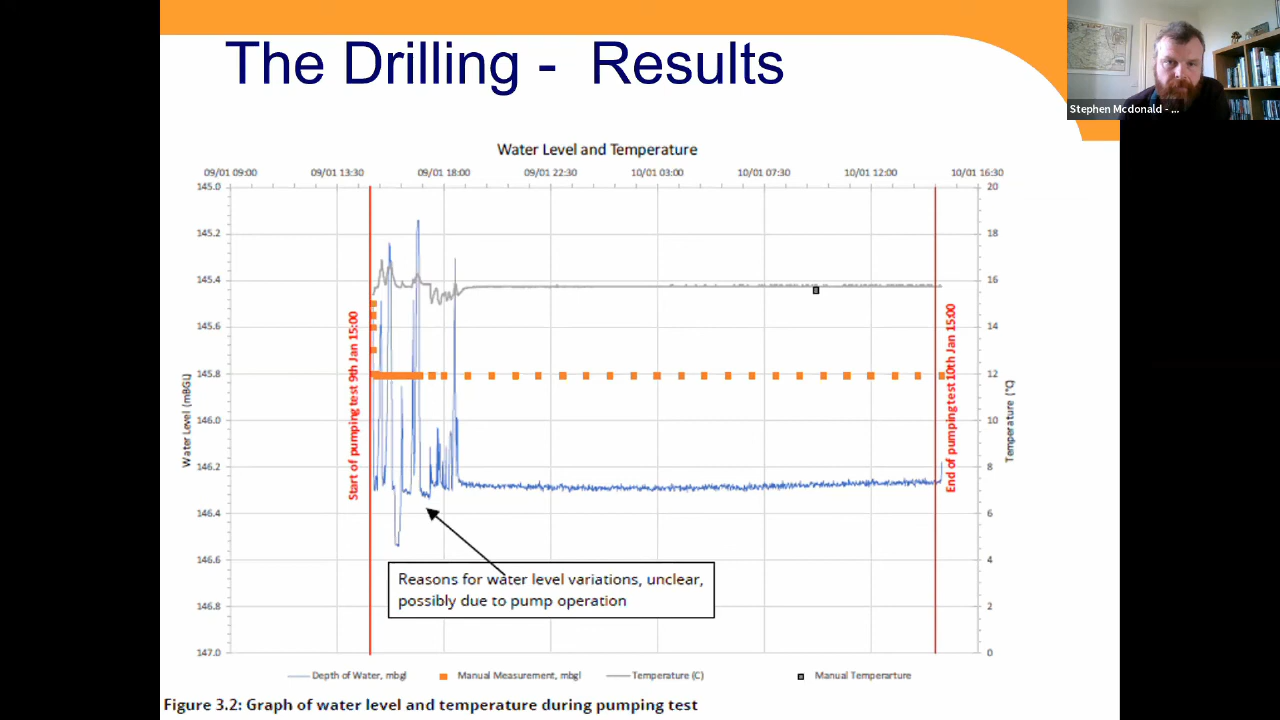 The Drilling -  Results
Stephen Mcdonald - ...
Water Level and Temperature
09/01 09:00 09/01 13:30 09/01 18:00 09/01 22:30 10/01 03:00 10/01 07:30 10/01 12:00 10/01 16:30
145.0 20
145.2 18
145.4 16
145.6 14
145.8 12
146.0 10
146.2 8
146.4 6
146.6 4
146.8 2
147.0 0
Water Level (mBGL)
Start of pumping test 9th Jan 15:00
End of pumping test 10th Jan 15:00
Temperature (°C)
Reasons for water level variations, unclear,
possibly due to pump operation
Depth of Water, mbgl Manual Measurement, mbgl Temperature (C) Manual Temperarture
Figure 3.2: Graph of water level and temperature during pumping test